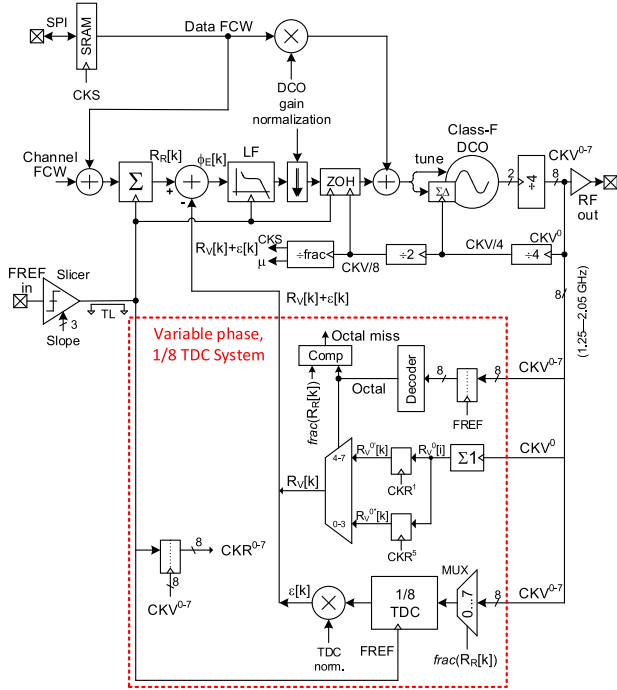 SPI
SRAM
Data FCW
CKS
DCO
gain
normalization
Class-F
DCO
Channel
FCW
Σ
R_R[k]
+
-
ϕ_E[k]
LF
ZOH
tune
ΣΔ
2
÷4
8
CKV^0-7
RF
out
R_V[k]+ε[k]
CKS
μ
÷frac
CKV/8
÷2
CKV/4
÷4
CKV^0
FREF
in
Slicer
3
Slope
TL
R_V[k]+ε[k]
8
(1.25—2.05 GHz)
Variable phase,
1/8 TDC System
Octal miss
Comp
frac(R_R[k])
Octal
Decoder
8
8
CKV^0-7
FREF
R_V[k]
4-7
0-3
R_V^0'[k]
CKR^1
R_V^0[i]
Σ1
CKV^0
R_V^0"[k]
CKR^5
8
CKR^0-7
8
CKV^0-7
ε[k]
TDC
norm.
1/8
TDC
FREF
MUX
0...7
8
CKV^0-7
frac(R_R[k])